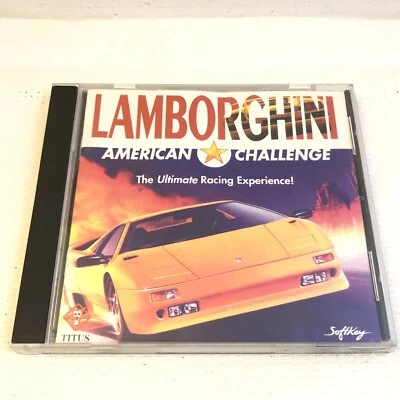 LAMBORGHINI
AMERICAN CHALLENGE
The Ultimate Racing Experience!
TITUS
SoftKey